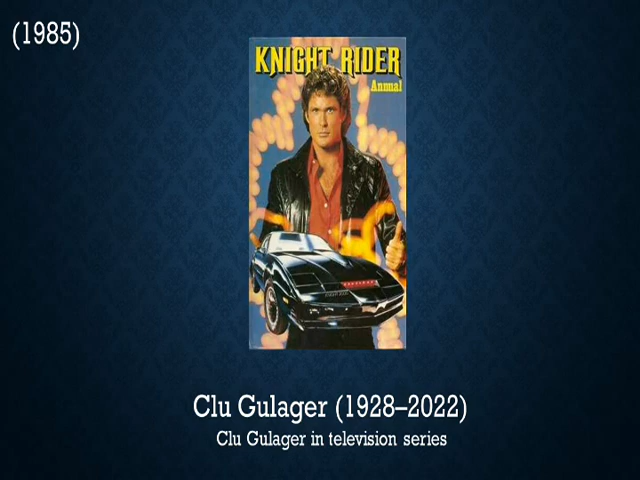 (1985)
KNIGHT RIDER
Annual
Clu Gulager (1928–2022)
Clu Gulager in television series